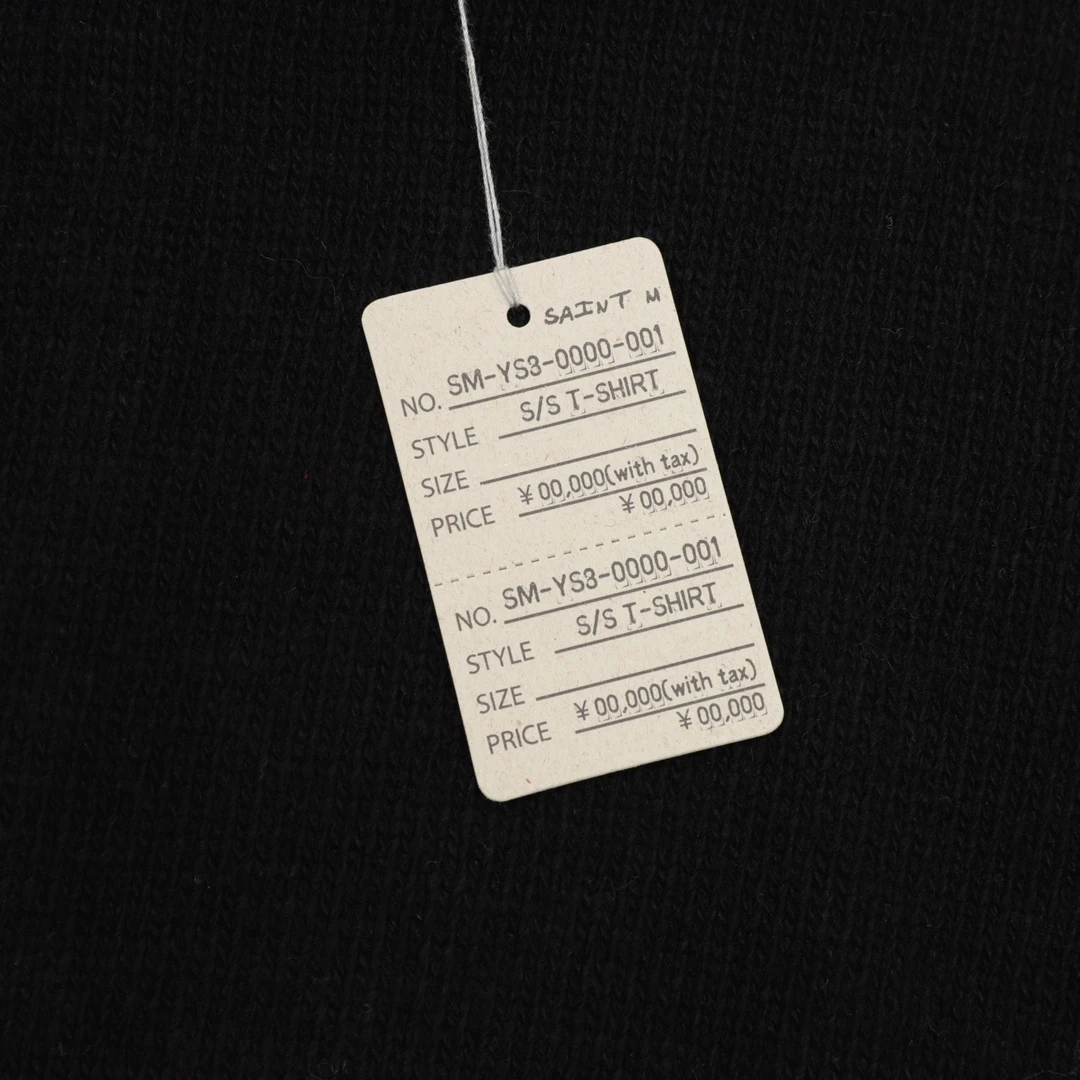 SAINT M
NO. SM-YS3-0000-001
STYLE S/S T-SHIRT
SIZE
PRICE ¥00,000(with tax)
¥00,000
NO. SM-YS3-0000-001
STYLE S/S T-SHIRT
SIZE
PRICE ¥00,000(with tax)
¥00,000